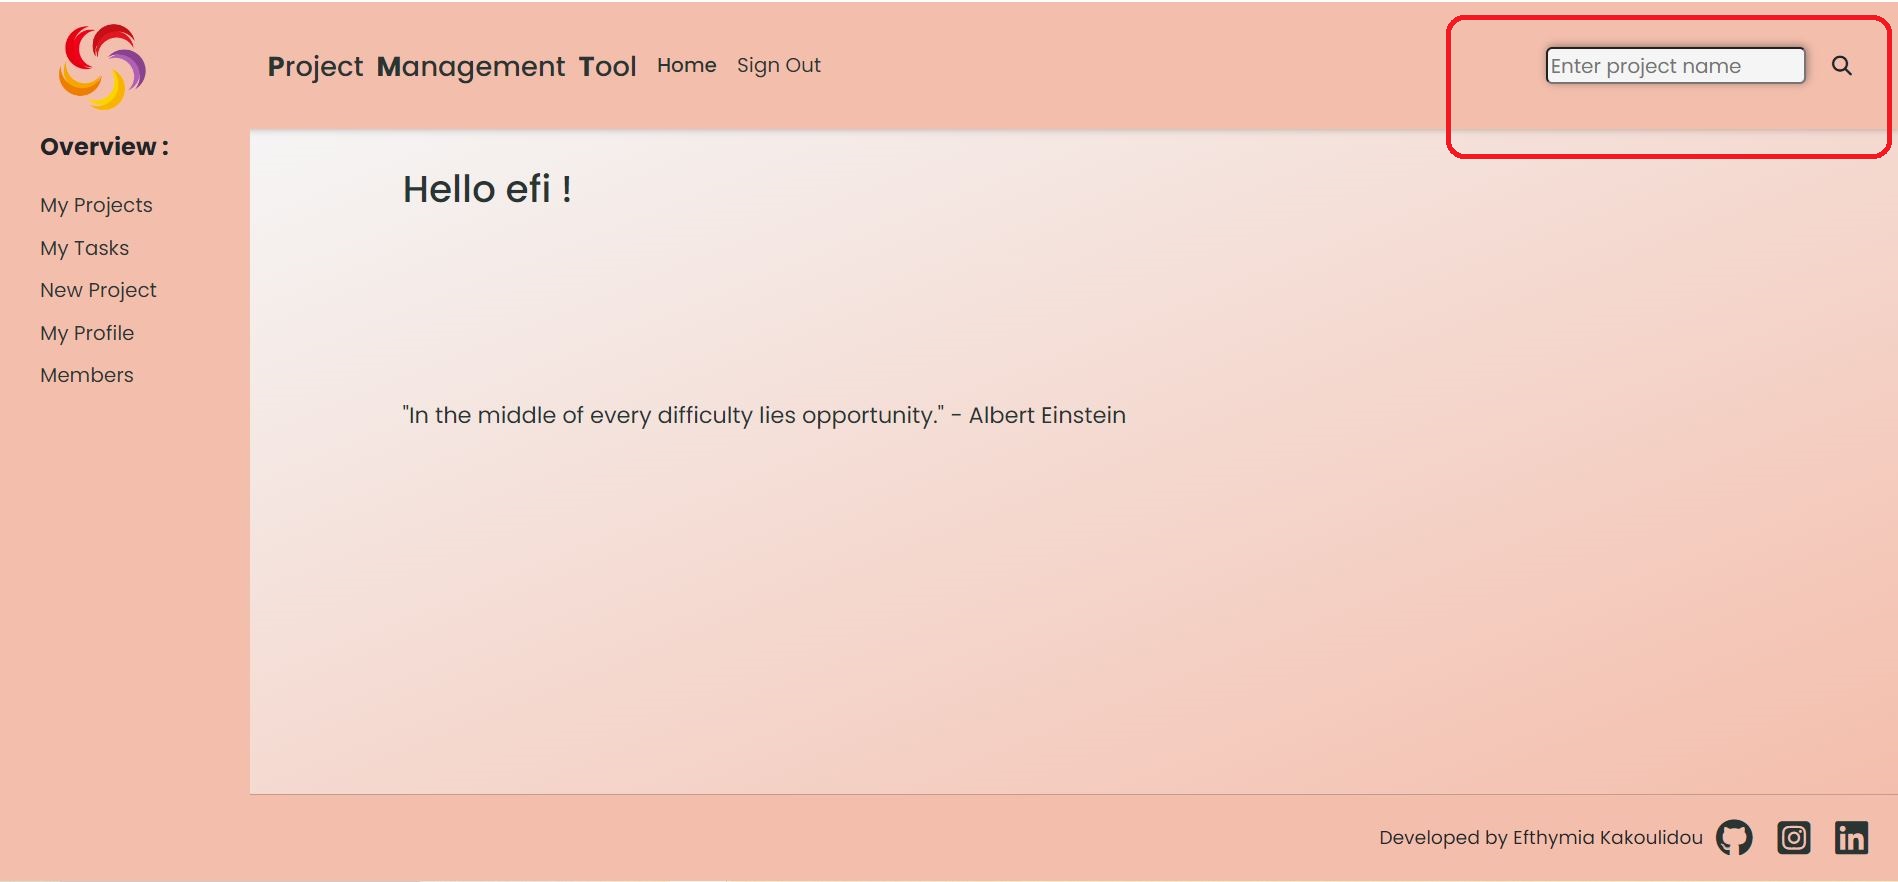 Project Management Tool Home Sign Out
Enter project name
Overview :
My Projects
My Tasks
New Project
My Profile
Members
Hello efi !
"In the middle of every difficulty lies opportunity." - Albert Einstein
Developed by Efthymia Kakoulidou
in